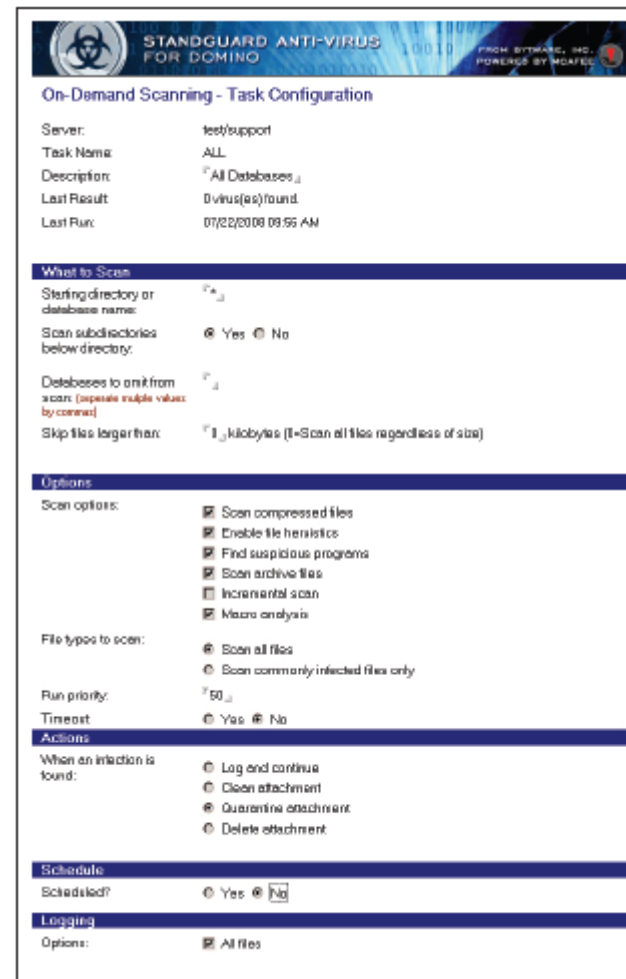 STANDGUARD ANTI-VIRUS
FOR DOMINO
FROM BYTWARE, INC.
POWERED BY MCAFEE
On-Demand Scanning - Task Configuration
Server: test/support
Task Name: ALL
Description: All Databases
Last Result: 0 virus(es) found.
Last Run: 07/22/2008 09:56 AM
What to Scan
Starting directory or database name: *
Scan subdirectories below directory: Yes No
Databases to omit from scan: (seperate muliple values by commas)
Skip files larger than: 0 kilobytes (0=Scan all files regardless of size)
Options
Scan options:
Scan compressed files
Enable file heruistics
Find suspicious programs
Scan archive files
Incremental scan
Macro analysis
File types to scan:
Scan all files
Scan commonly infected files only
Run priority: 50
Timeout: Yes No
Actions
When an infection is found:
Log and continue
Clean attachment
Quarantine attachment
Delete attachment
Schedule
Scheduled? Yes No
Logging
Options: All files